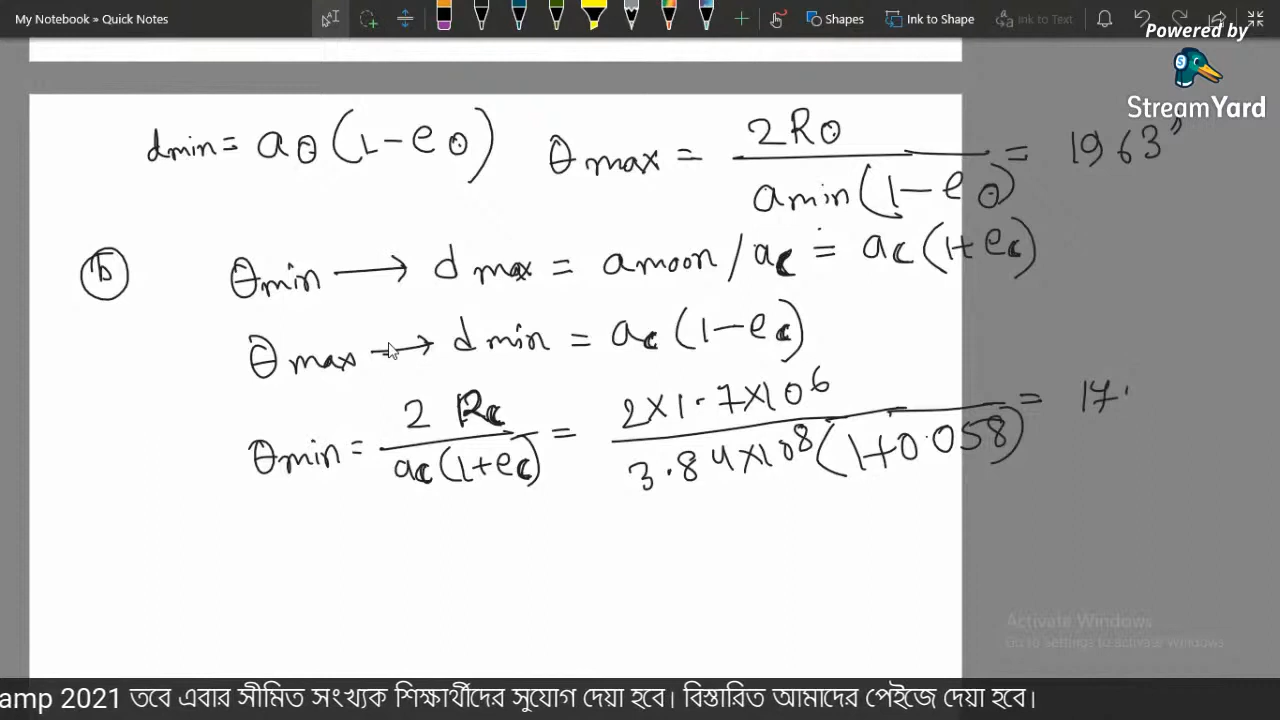 My Notebook » Quick Notes
Shapes
Ink to Shape
Ink to Text
Powered by
StreamYard
dmin = a⊙(1-e⊙) θmax = 2R⊙ / amin(1-e⊙) = 1963"
ⓑ θmin → dmax = amoon / a☾ = a☾(1+e☾)
θmax → dmin = a☾(1-e☾)
θmin = 2R☾ / a☾(1+e☾) = 2×1.7×10⁶ / 3.84×10⁸(1+0.058) = 17.
Activate Windows
Go to Settings to activate Windows.
amp 2021 তবে এবার সীমিত সংখ্যক শিক্ষার্থীদের সুযোগ দেয়া হবে। বিস্তারিত আমাদের পেইজে দেয়া হবে।